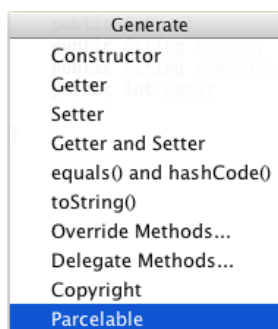 Generate
Constructor
Getter
Setter
Getter and Setter
equals() and hashCode()
toString()
Override Methods...
Delegate Methods...
Copyright
Parcelable